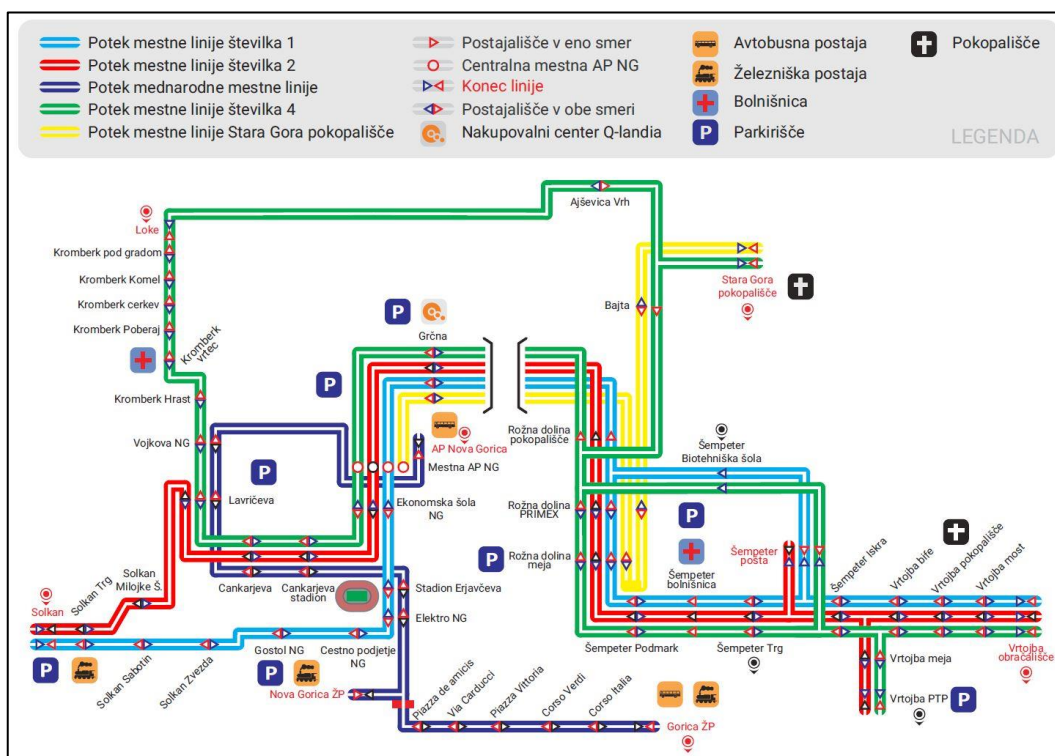 Potek mestne linije številka 1
Potek mestne linije številka 2
Potek mednarodne mestne linije
Potek mestne linije številka 4
Potek mestne linije Stara Gora pokopališče
Postajališče v eno smer
Centralna mestna AP NG
Konec linije
Postajališče v obe smeri
Nakupovalni center Q-landia
Avtobusna postaja
Železniška postaja
Bolnišnica
P Parkirišče
Pokopališče
LEGENDA
Ajševica Vrh
Loke
Kromberk pod gradom
Kromberk Komel
Kromberk cerkev
Kromberk Poberaj
Kromberk
vrtec
Kromberk Hrast
Vojkova NG
Lavričeva
P
Grčna
P
P
Stara Gora
pokopališče
Bajta
AP Nova Gorica
Mestna AP NG
Ekonomska šola
NG
Rožna dolina
pokopališče
Šempeter
Biotehniška šola
Rožna dolina
PRIMEX
P
P
Rožna dolina
meja
Šempeter
bolnišnica
Šempeter
pošta
Šempeter Iskra
Vrtojba bife
Vrtojba pokopališče
Vrtojba most
Solkan
Solkan Trg
Solkan
Milojke Š.
Cankarjeva
Cankarjeva
stadion
Stadion Erjavčeva
Elektro NG
P
Solkan Sabotin
Solkan Zvezda
Gostol NG
Cestno podjetje
NG
P
Nova Gorica ŽP
Šempeter Podmark
Šempeter Trg
Vrtojba meja
Vrtojba
obračališče
Vrtojba PTP
P
Piazza de amicis
Via Carducci
Piazza Vittoria
Corso Verdi
Corso Italia
Gorica ŽP